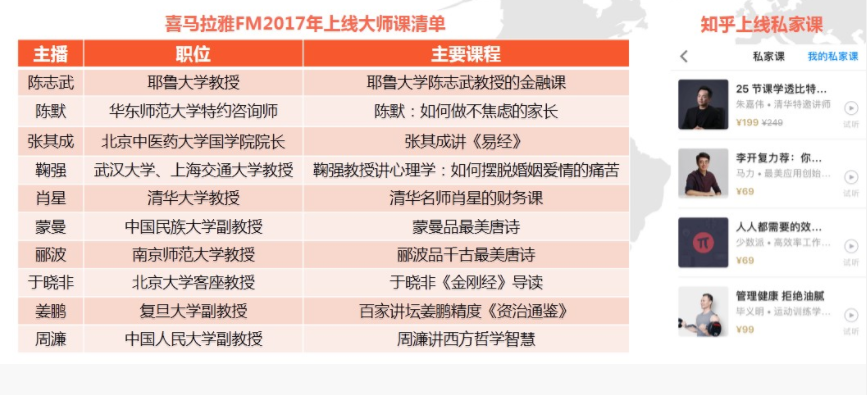 喜马拉雅FM2017年上线大师课清单
主播 职位 主要课程
陈志武 耶鲁大学教授 耶鲁大学陈志武教授的金融课
陈默 华东师范大学特约咨询师 陈默：如何做不焦虑的家长
张其成 北京中医药大学国学院院长 张其成讲《易经》
鞠强 武汉大学、上海交通大学教授 鞠强教授讲心理学：如何摆脱婚姻爱情的痛苦
肖星 清华大学教授 清华名师肖星的财务课
蒙曼 中国民族大学副教授 蒙曼品最美唐诗
郦波 南京师范大学教授 郦波品千古最美唐诗
于晓非 北京大学客座教授 于晓非《金刚经》导读
姜鹏 复旦大学副教授 百家讲坛姜鹏精度《资治通鉴》
周濂 中国人民大学副教授 周濂讲西方哲学智慧
知乎上线私家课
私家课 我的私家课
25 节课学透比特...
朱嘉伟 • 清华特邀讲师
¥199 ¥249
试听
李开复力荐：你...
马力 • 最美应用创始...
¥69
试听
人人都需要的效...
少数派 • 高效率工作...
¥69
试听
管理健康 拒绝油腻
毕义明 • 运动训练学...
¥99
试听